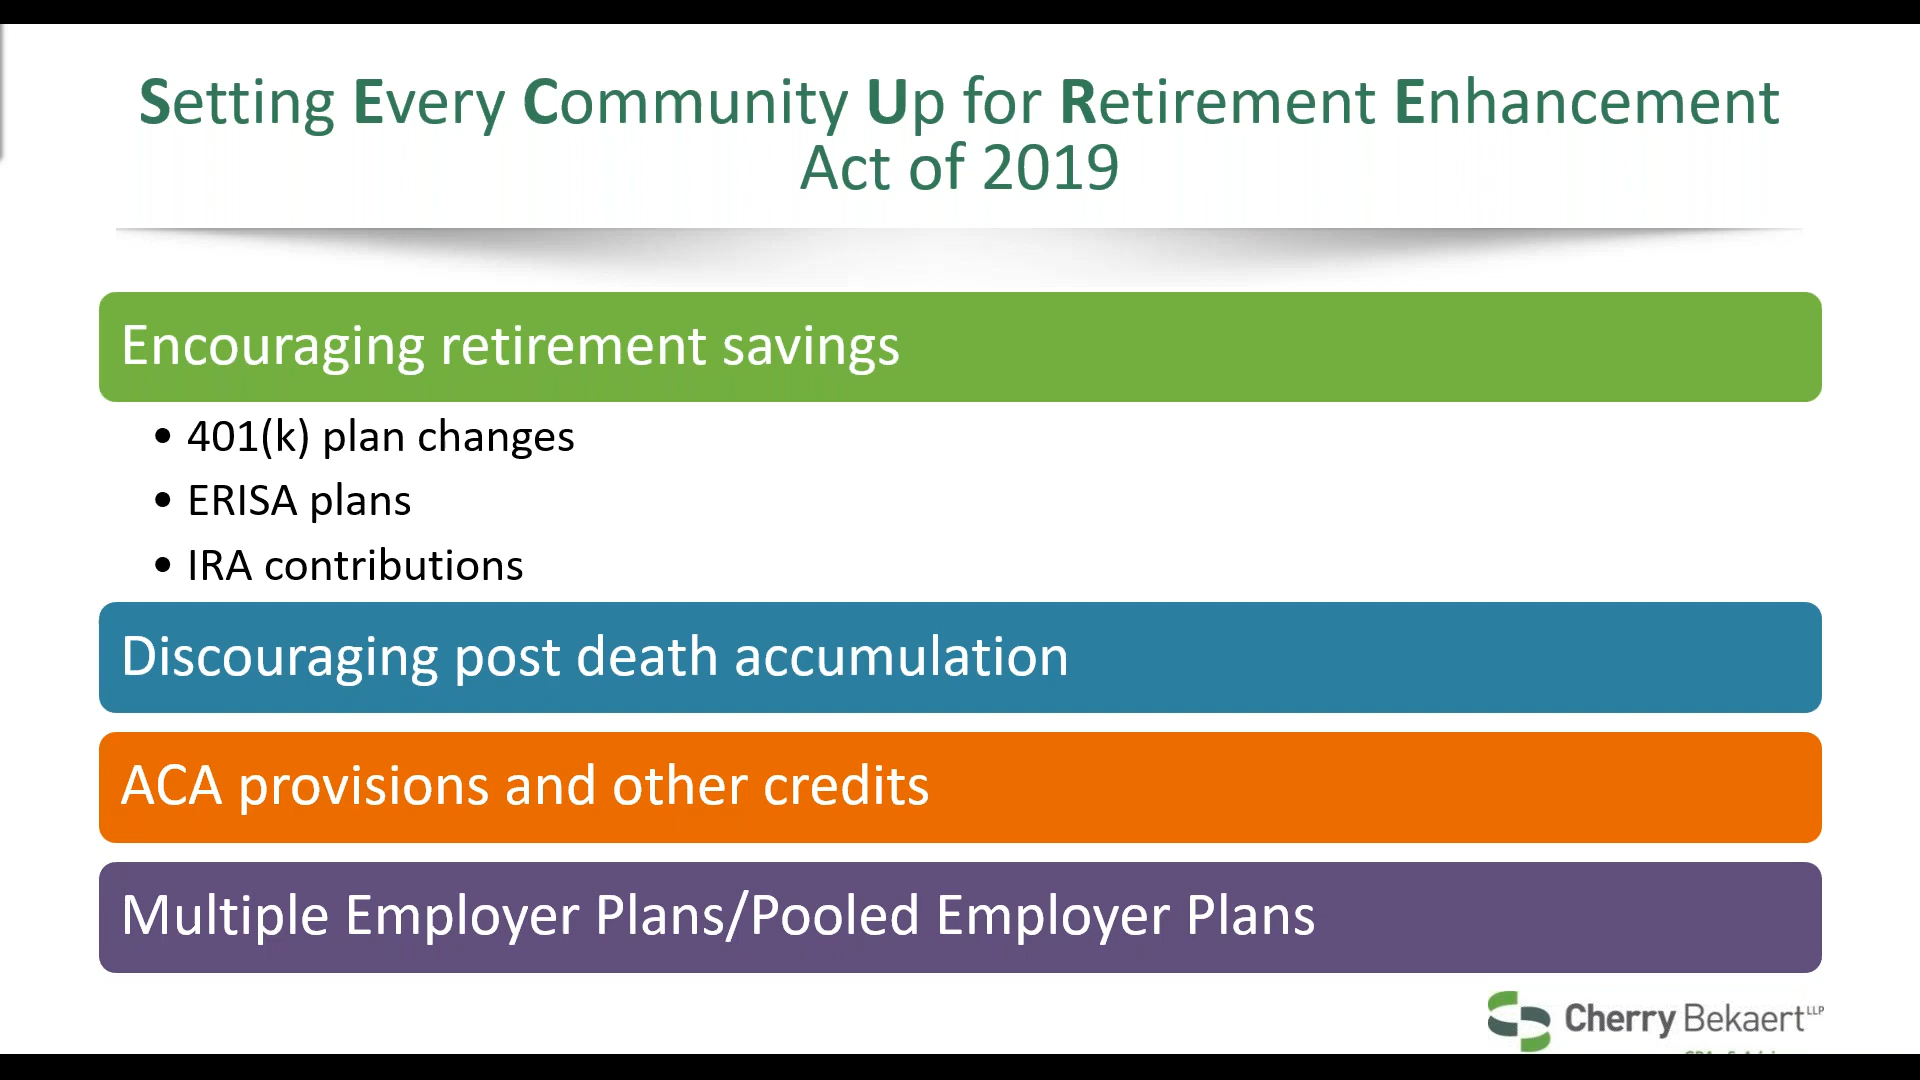 Setting Every Community Up for Retirement Enhancement
Act of 2019
Encouraging retirement savings
• 401(k) plan changes
• ERISA plans
• IRA contributions
Discouraging post death accumulation
ACA provisions and other credits
Multiple Employer Plans/Pooled Employer Plans
Cherry Bekaert LLP